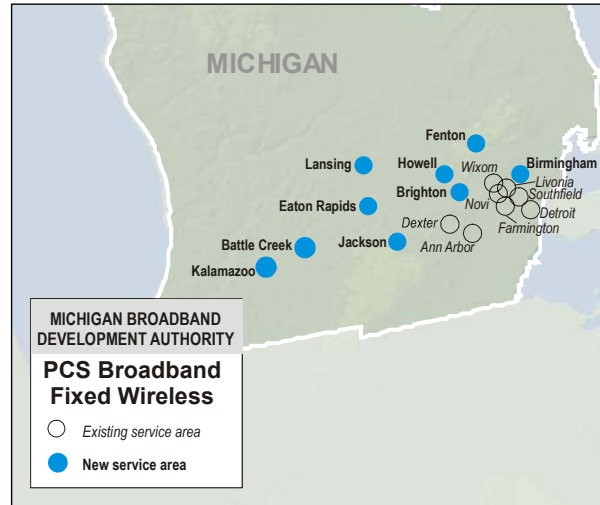 MICHIGAN
Fenton
Wixom
Lansing
Howell
Birmingham
Livonia
Brighton
Southfield
Eaton Rapids
Novi
Detroit
Dexter
Farmington
Battle Creek
Jackson
Ann Arbor
Kalamazoo
MICHIGAN BROADBAND
DEVELOPMENT AUTHORITY
PCS Broadband
Fixed Wireless
Existing service area
New service area